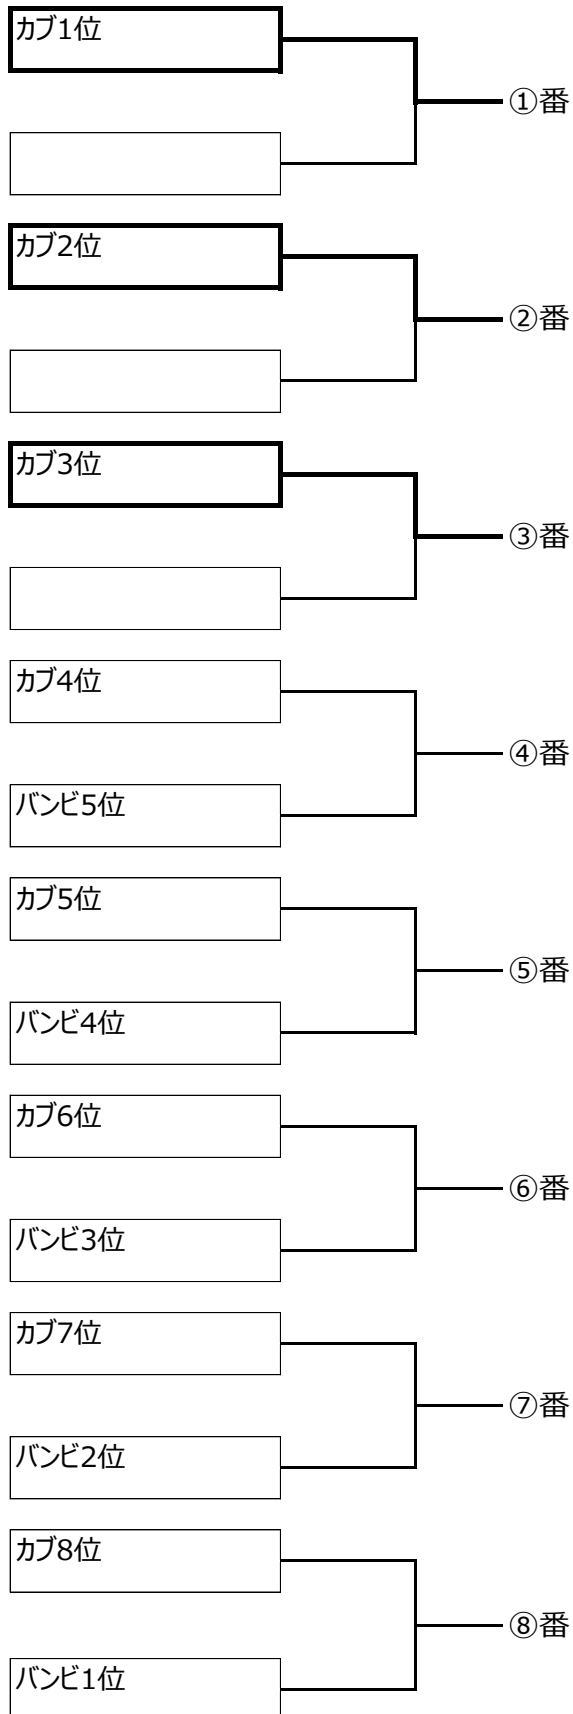 カブ1位
①番
カブ2位
②番
カブ3位
③番
カブ4位
④番
バンビ5位
カブ5位
⑤番
バンビ4位
カブ6位
⑥番
バンビ3位
カブ7位
⑦番
バンビ2位
カブ8位
⑧番
バンビ1位